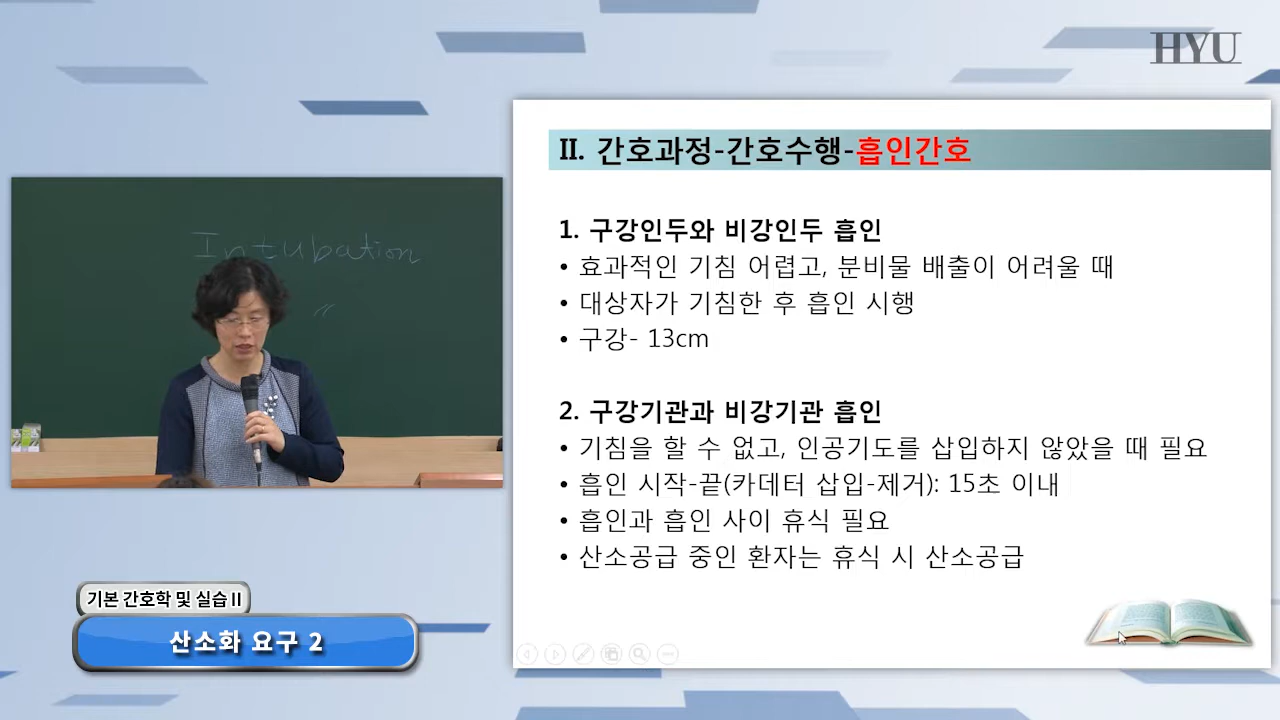 HYU
II. 간호과정-간호수행-흡인간호
Intubation
1. 구강인두와 비강인두 흡인
• 효과적인 기침 어렵고, 분비물 배출이 어려울 때
• 대상자가 기침한 후 흡인 시행
• 구강- 13cm
2. 구강기관과 비강기관 흡인
• 기침을 할 수 없고, 인공기도를 삽입하지 않았을 때 필요
• 흡인 시작-끝(카데터 삽입-제거): 15초 이내
• 흡인과 흡인 사이 휴식 필요
• 산소공급 중인 환자는 휴식 시 산소공급
기본 간호학 및 실습 II
산소화 요구 2